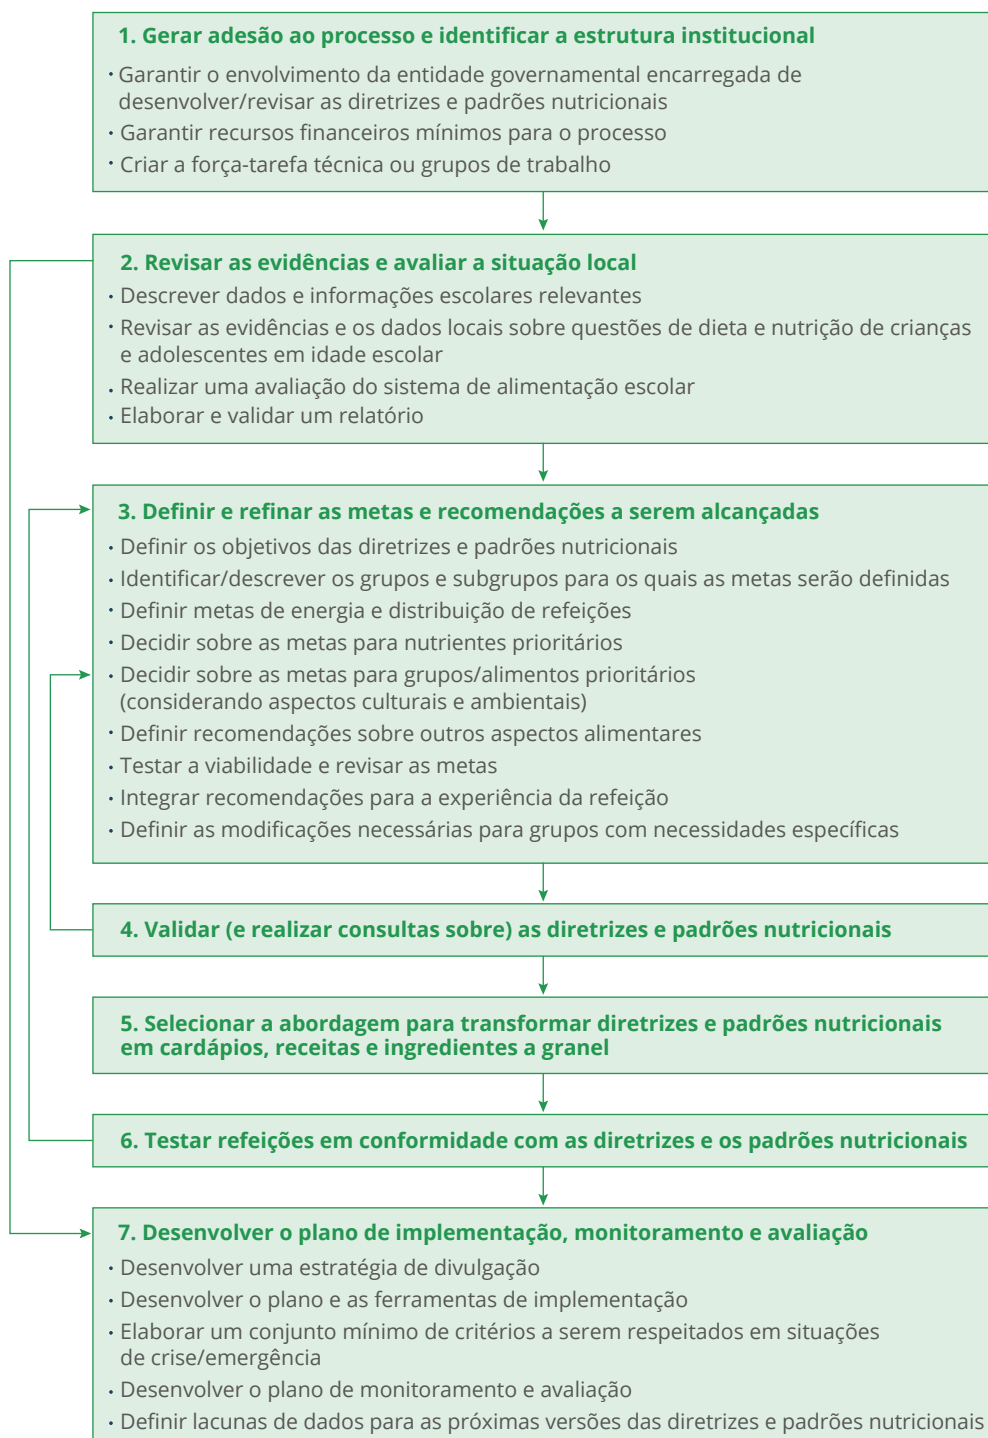 1. Gerar adesão ao processo e identificar a estrutura institucional
· Garantir o envolvimento da entidade governamental encarregada de
desenvolver/revisar as diretrizes e padrões nutricionais
· Garantir recursos financeiros mínimos para o processo
· Criar a força-tarefa técnica ou grupos de trabalho
2. Revisar as evidências e avaliar a situação local
· Descrever dados e informações escolares relevantes
· Revisar as evidências e os dados locais sobre questões de dieta e nutrição de crianças
e adolescentes em idade escolar
· Realizar uma avaliação do sistema de alimentação escolar
· Elaborar e validar um relatório
3. Definir e refinar as metas e recomendações a serem alcançadas
· Definir os objetivos das diretrizes e padrões nutricionais
· Identificar/descrever os grupos e subgrupos para os quais as metas serão definidas
· Definir metas de energia e distribuição de refeições
· Decidir sobre as metas para nutrientes prioritários
· Decidir sobre as metas para grupos/alimentos prioritários
(considerando aspectos culturais e ambientais)
· Definir recomendações sobre outros aspectos alimentares
· Testar a viabilidade e revisar as metas
· Integrar recomendações para a experiência da refeição
· Definir as modificações necessárias para grupos com necessidades específicas
4. Validar (e realizar consultas sobre) as diretrizes e padrões nutricionais
5. Selecionar a abordagem para transformar diretrizes e padrões nutricionais
em cardápios, receitas e ingredientes a granel
6. Testar refeições em conformidade com as diretrizes e os padrões nutricionais
7. Desenvolver o plano de implementação, monitoramento e avaliação
· Desenvolver uma estratégia de divulgação
· Desenvolver o plano e as ferramentas de implementação
· Elaborar um conjunto mínimo de critérios a serem respeitados em situações
de crise/emergência
· Desenvolver o plano de monitoramento e avaliação
· Definir lacunas de dados para as próximas versões das diretrizes e padrões nutricionais